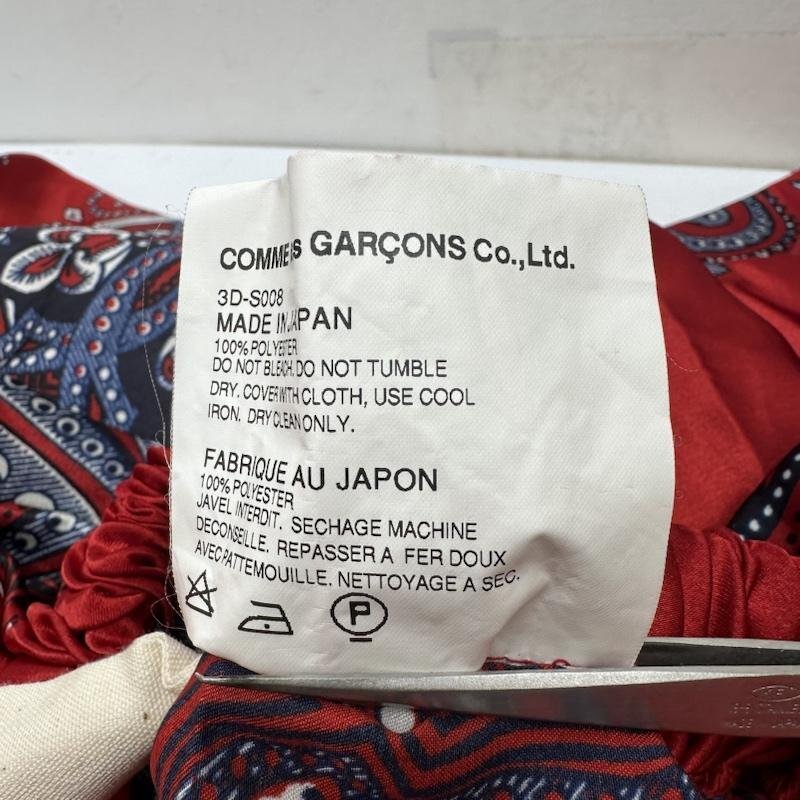 COMME S GARÇONS Co.,Ltd.
3D-S008
MADE IN JAPAN
100% POLYESTER
DO NOT BLEACH. DO NOT TUMBLE
DRY. COVER WITH CLOTH, USE COOL
IRON. DRY CLEAN ONLY.
FABRIQUE AU JAPON
100% POLYESTER
JAVEL INTERDIT. SECHAGE MACHINE
DECONSEILLE. REPASSER A FER DOUX
AVEC PATTEMOUILLE. NETTOYAGE A SEC.
P